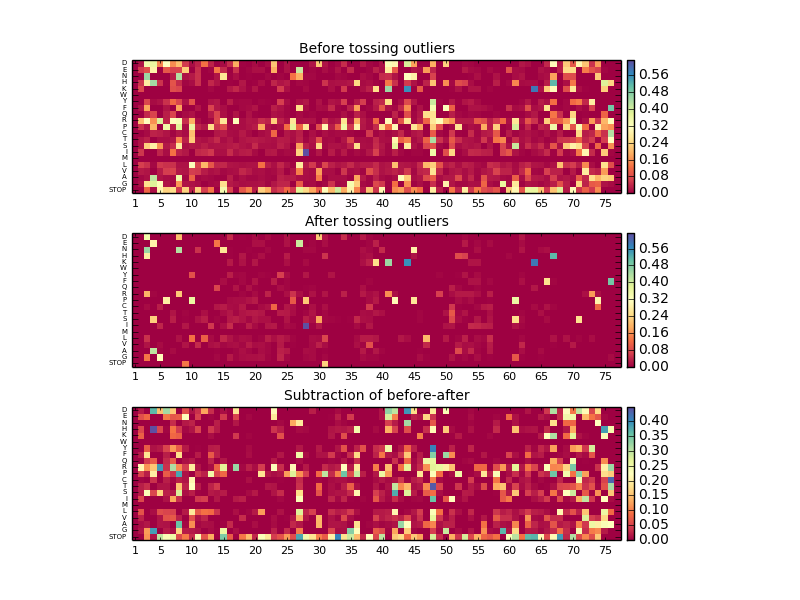 Before tossing outliers
D
E
N
H
K
W
Y
F
Q
R
P
C
T
S
I
M
L
V
A
G
STOP
0.56
0.48
0.40
0.32
0.24
0.16
0.08
0.00
1 5 10 15 20 25 30 35 40 45 50 55 60 65 70 75
After tossing outliers
D
E
N
H
K
W
Y
F
Q
R
P
C
T
S
I
M
L
V
A
G
STOP
0.56
0.48
0.40
0.32
0.24
0.16
0.08
0.00
1 5 10 15 20 25 30 35 40 45 50 55 60 65 70 75
Subtraction of before-after
D
E
N
H
K
W
Y
F
Q
R
P
C
T
S
I
M
L
V
A
G
STOP
0.40
0.35
0.30
0.25
0.20
0.15
0.10
0.05
0.00
1 5 10 15 20 25 30 35 40 45 50 55 60 65 70 75